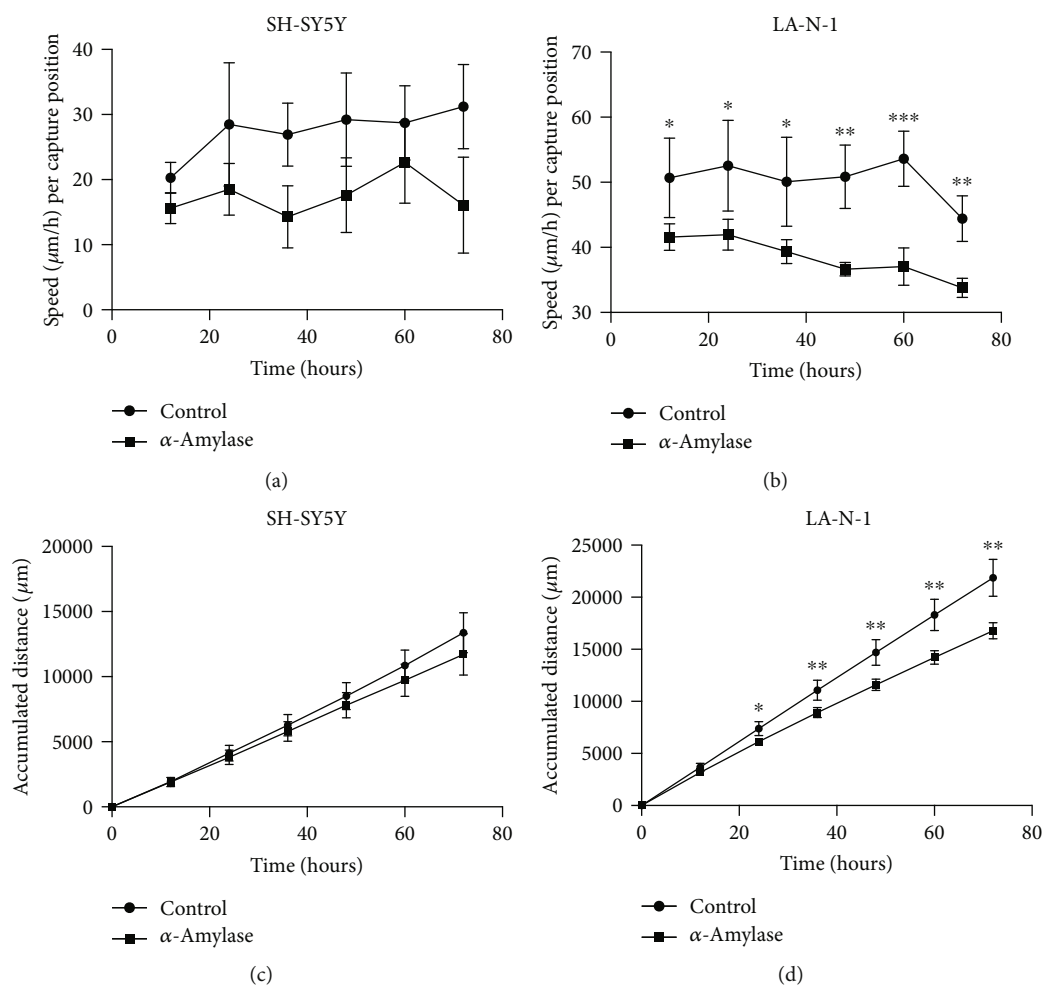 SH-SY5Y
Speed (μm/h) per capture position
40
30
20
10
0
0 20 40 60 80
Time (hours)
Control
α-Amylase
(a)
LA-N-1
Speed (μm/h) per capture position
70
60
50
40
30
* * * ** *** **
0 20 40 60 80
Time (hours)
Control
α-Amylase
(b)
SH-SY5Y
Accumulated distance (μm)
20000
15000
10000
5000
0
0 20 40 60 80
Time (hours)
Control
α-Amylase
(c)
LA-N-1
Accumulated distance (μm)
25000
20000
15000
10000
5000
0
* ** ** ** **
0 20 40 60 80
Time (hours)
Control
α-Amylase
(d)